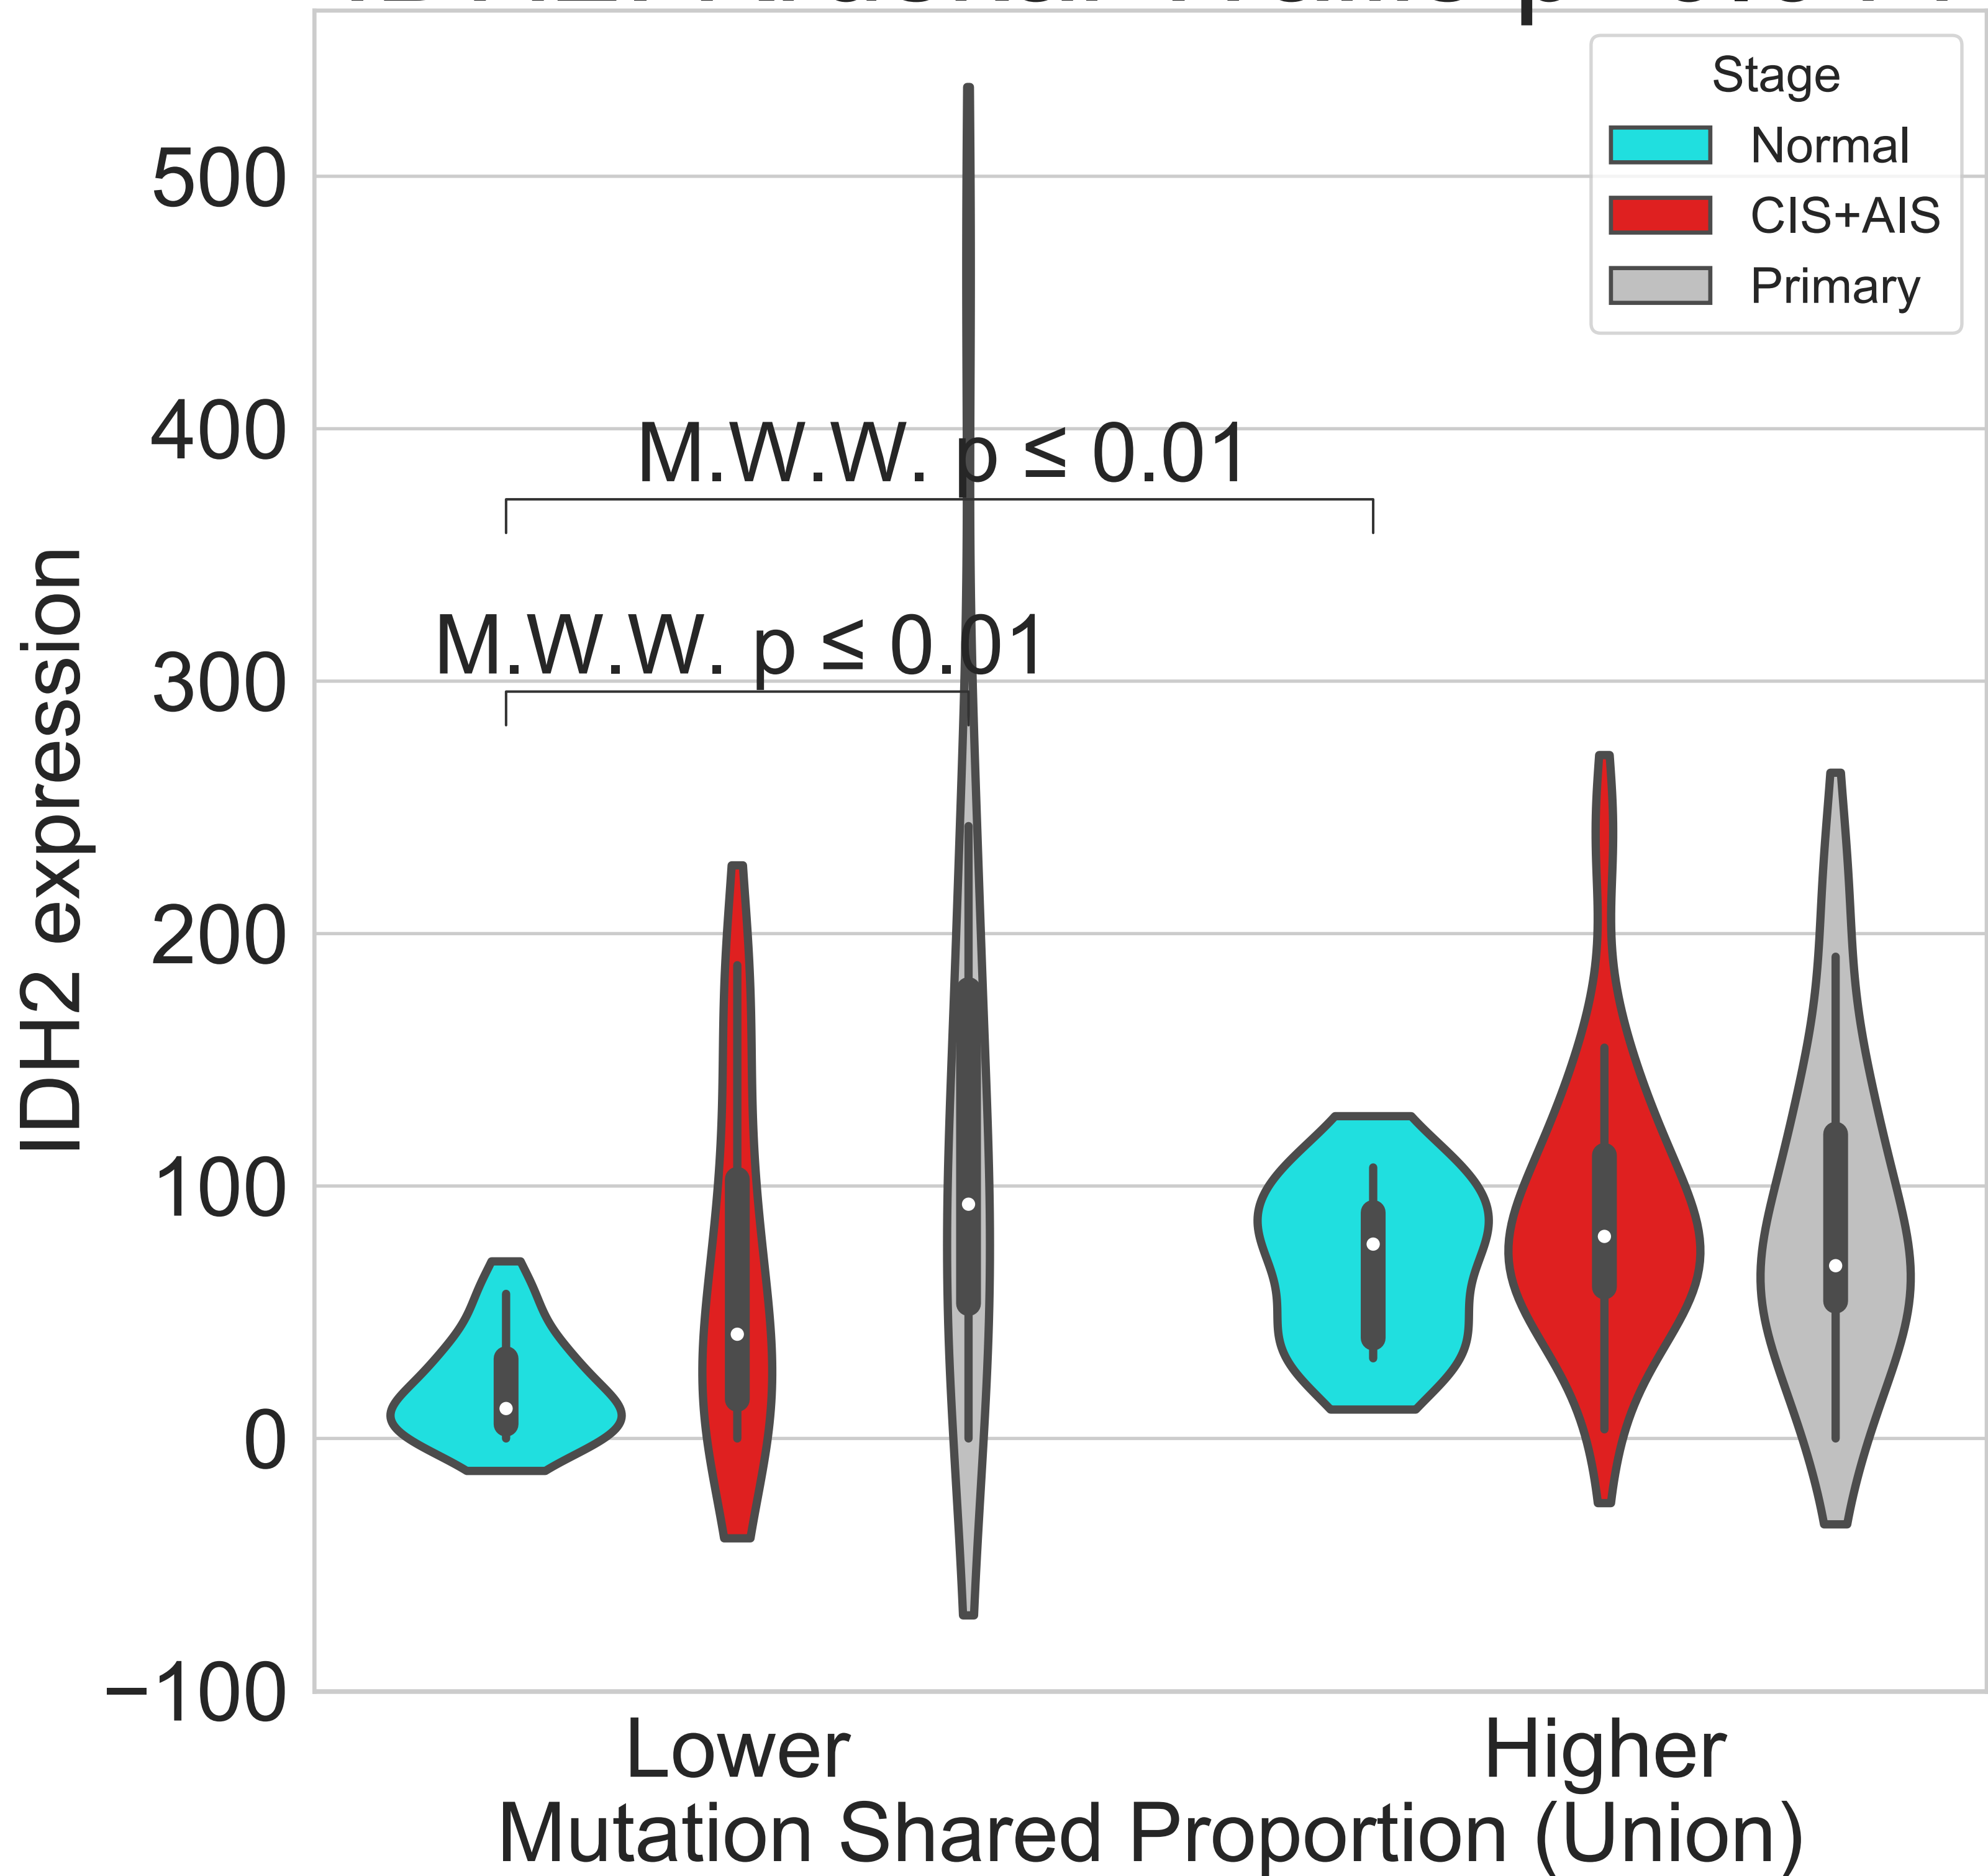 Stage
Normal
CIS+AIS
Primary
500
400
300
200
100
0
−100
IDH2 expression
M.W.W. p ≤ 0.01
M.W.W. p ≤ 0.01
Lower
Higher
Mutation Shared Proportion (Union)